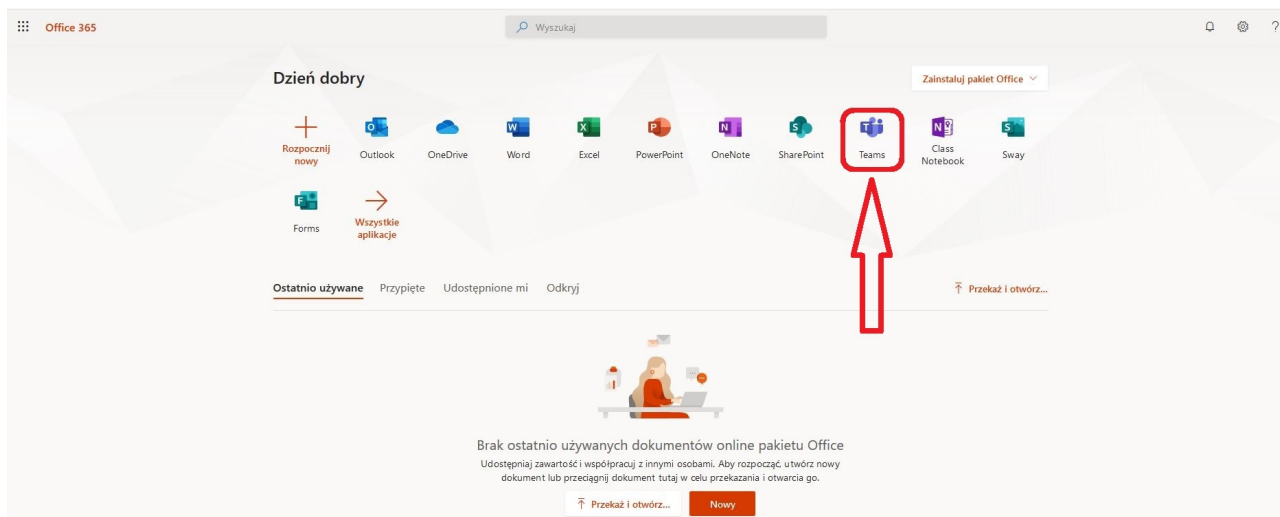 Office 365
Wyszukaj
?
Dzień dobry
Zainstaluj pakiet Office
Rozpocznij nowy
Outlook
OneDrive
Word
Excel
PowerPoint
OneNote
SharePoint
Teams
Class Notebook
Sway
Forms
Wszystkie aplikacje
Ostatnio używane
Przypięte
Udostępnione mi
Odkryj
Przekaż i otwórz...
Brak ostatnio używanych dokumentów online pakietu Office
Udostępniaj zawartość i współpracuj z innymi osobami. Aby rozpocząć, utwórz nowy
dokument lub przeciągnij dokument tutaj w celu przekazania i otwarcia go.
Przekaż i otwórz...
Nowy